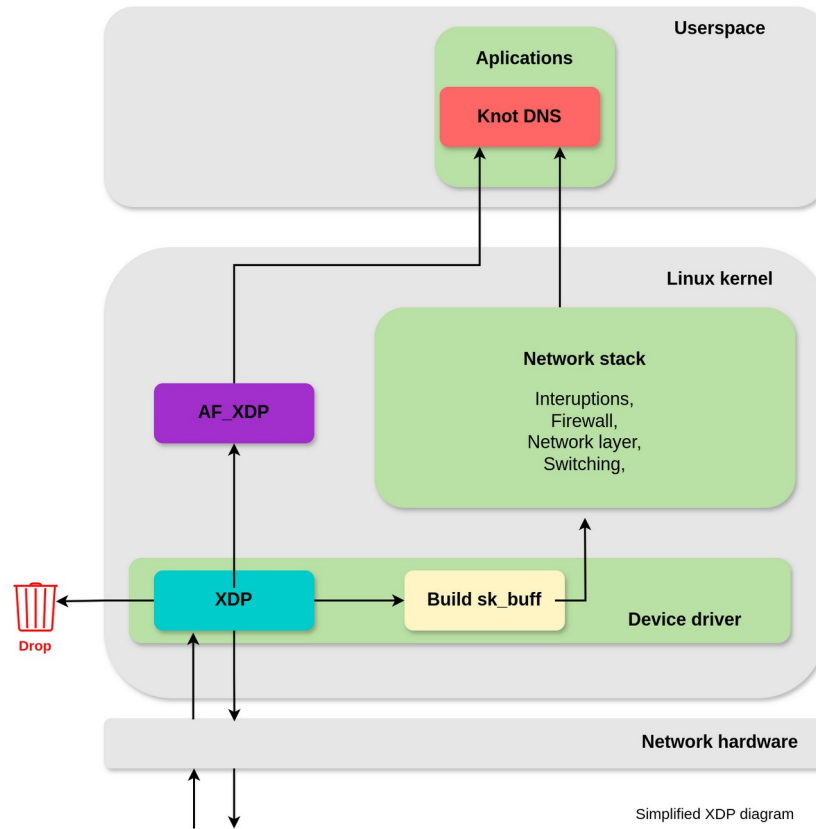 Userspace
Aplications
Knot DNS
Linux kernel
Network stack
Interuptions,
Firewall,
Network layer,
Switching,
AF_XDP
XDP
Build sk_buff
Device driver
Drop
Network hardware
Simplified XDP diagram